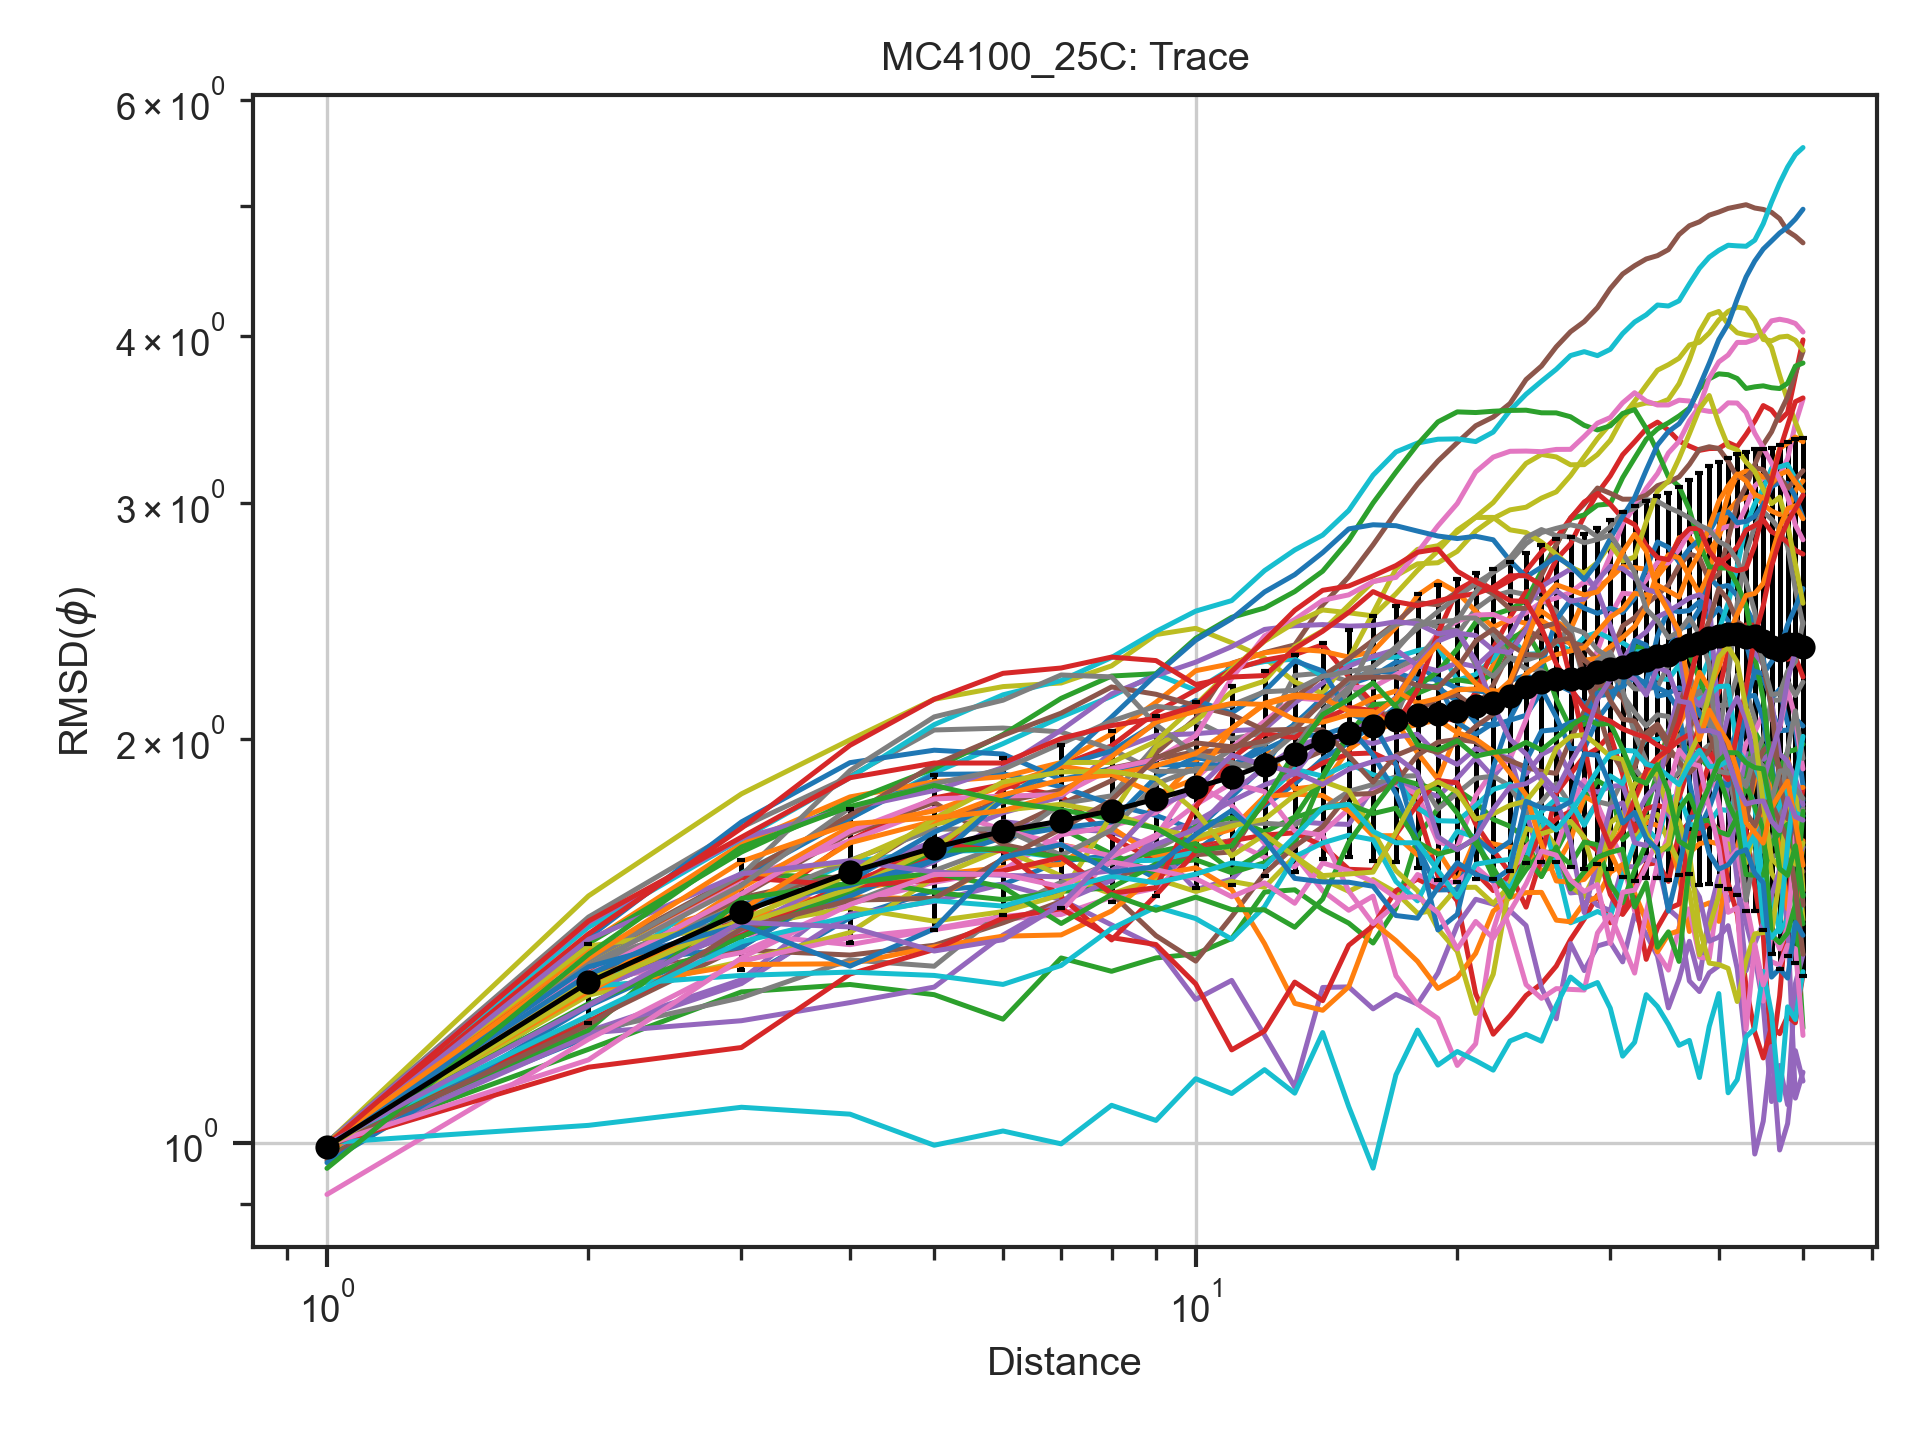 MC4100_25C: Trace
6 × 10⁰
4 × 10⁰
3 × 10⁰
2 × 10⁰
10⁰
RMSD(ϕ)
10⁰ 10¹
Distance